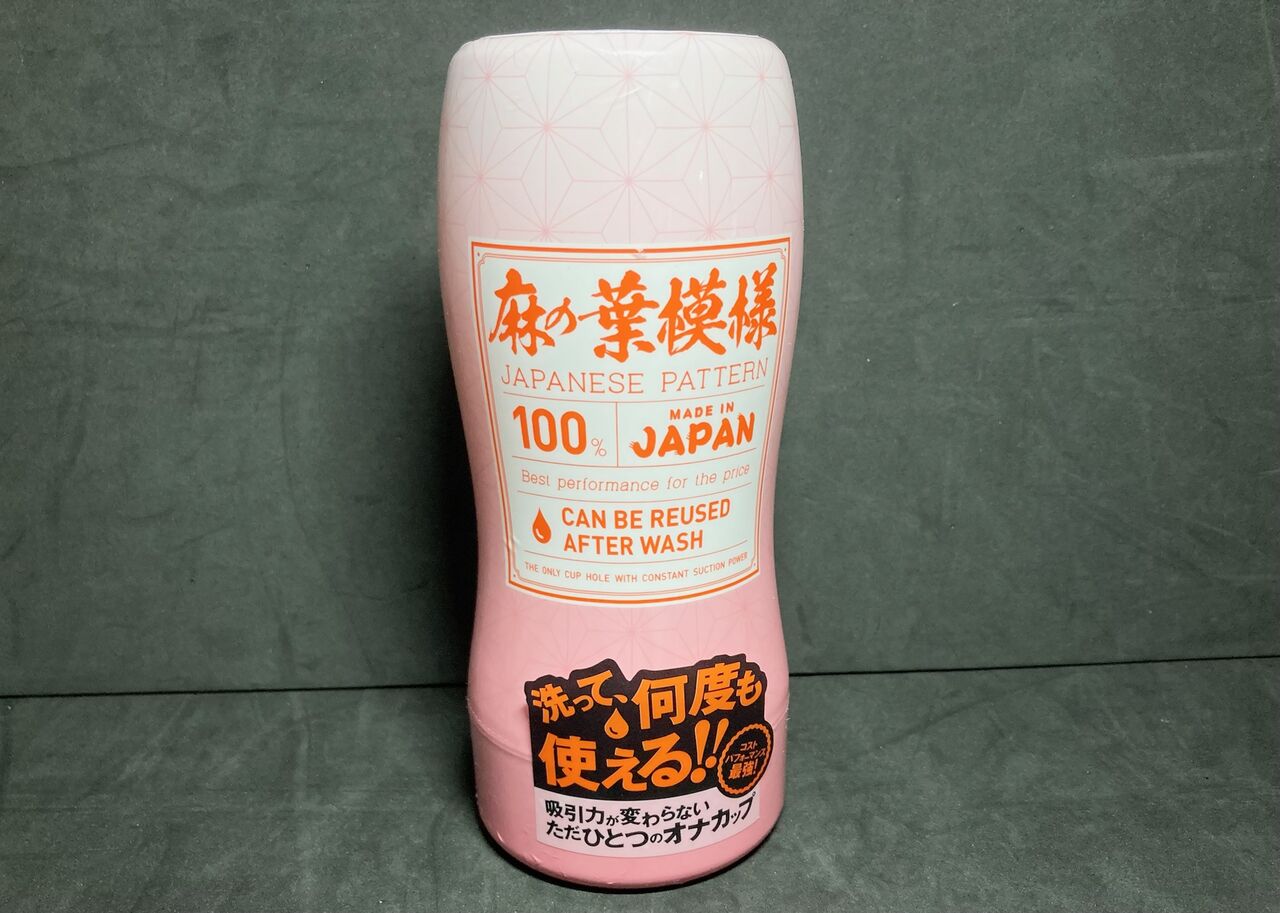 麻の葉模様
JAPANESE PATTERN
100%
MADE IN
JAPAN
Best performance for the price
CAN BE REUSED
AFTER WASH
THE ONLY CUP HOLE WITH CONSTANT SUCTION POWER
洗って、何度も
使える!!
コスト
パフォーマンス
最強!
吸引力が変わらない
ただひとつのオナカップ